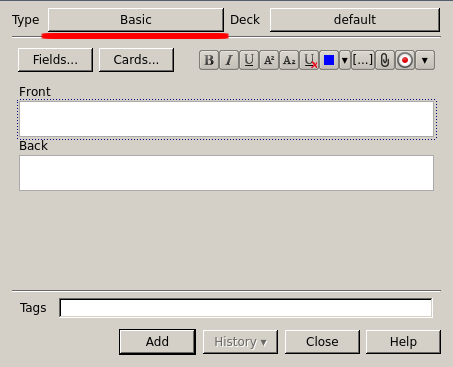 Type Basic Deck default
Fields... Cards... B I U A² A₂ U [...]
Front
Back
Tags
Add History ▾ Close Help